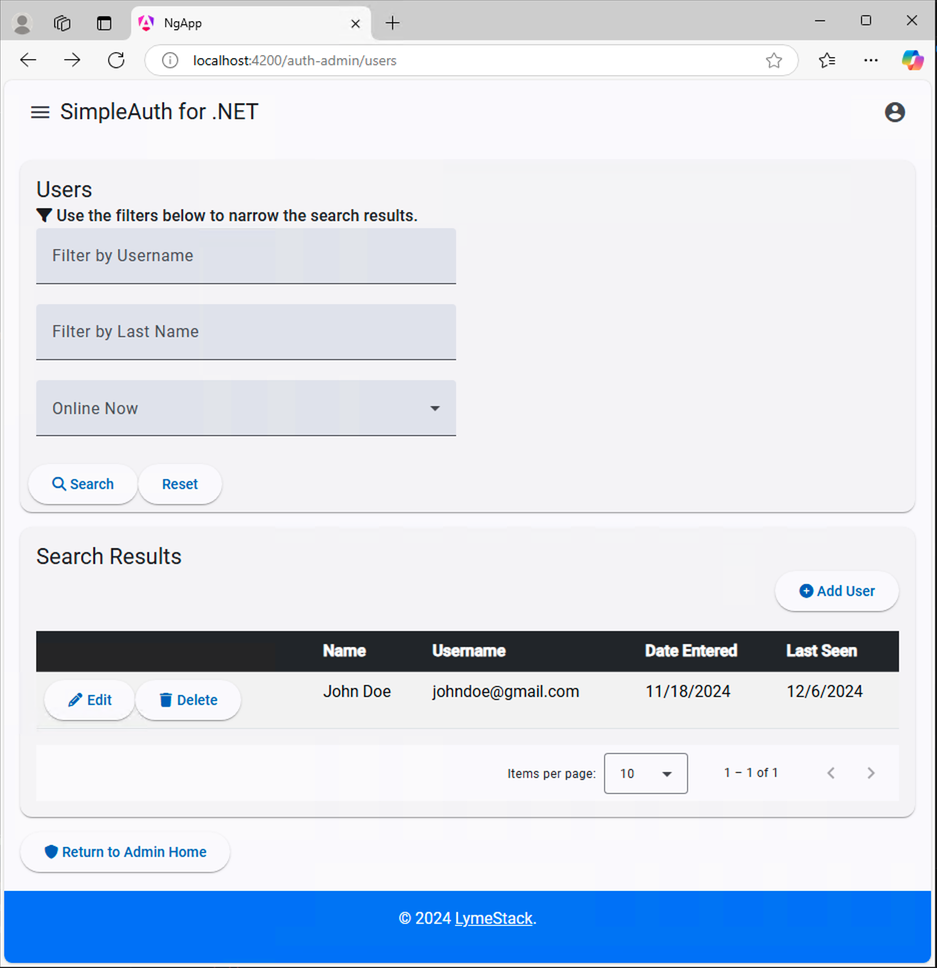 NgApp
localhost:4200/auth-admin/users
SimpleAuth for .NET
Users
Use the filters below to narrow the search results.
Filter by Username
Filter by Last Name
Online Now
Search Reset
Search Results
Add User
Name Username Date Entered Last Seen
Edit Delete John Doe johndoe@gmail.com 11/18/2024 12/6/2024
Items per page: 10 1 – 1 of 1
Return to Admin Home
© 2024 LymeStack.